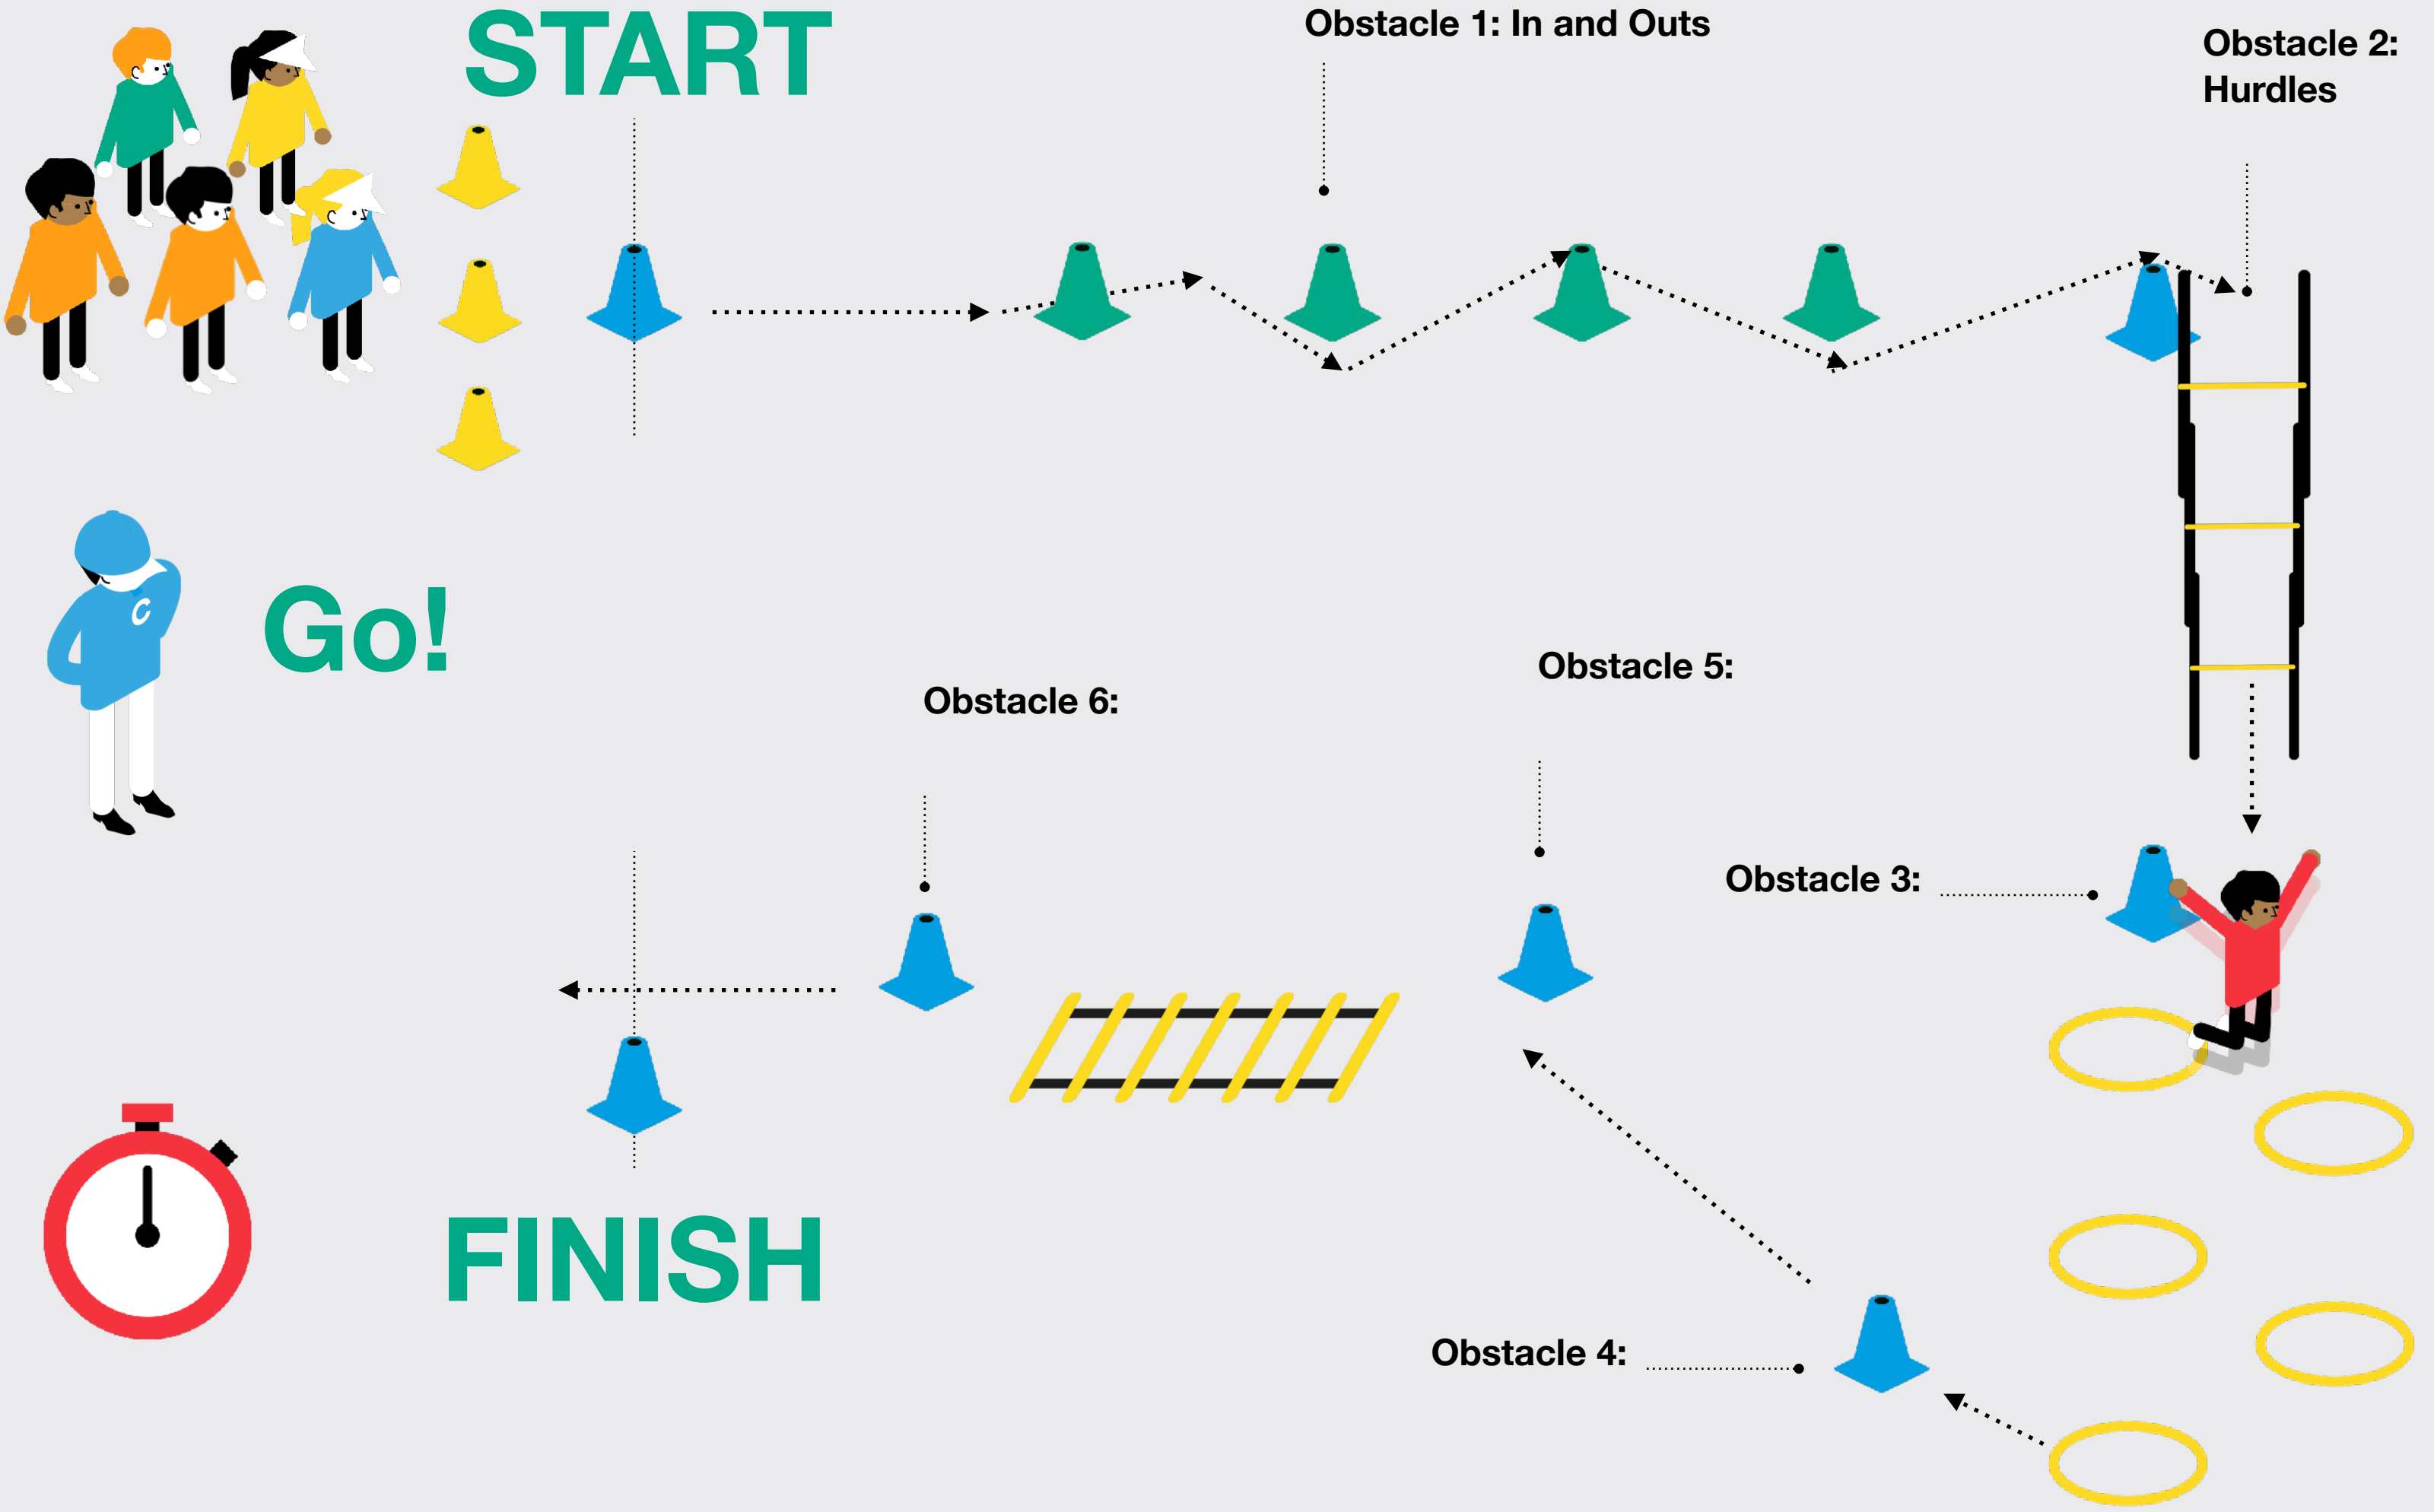 START
Obstacle 1: In and Outs
Obstacle 2:
Hurdles
Go!
Obstacle 5:
Obstacle 6:
Obstacle 3:
FINISH
Obstacle 4:
C